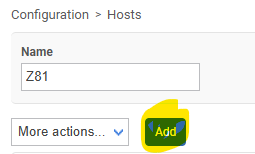 Configuration > Hosts
Name
Z81
More actions... Add